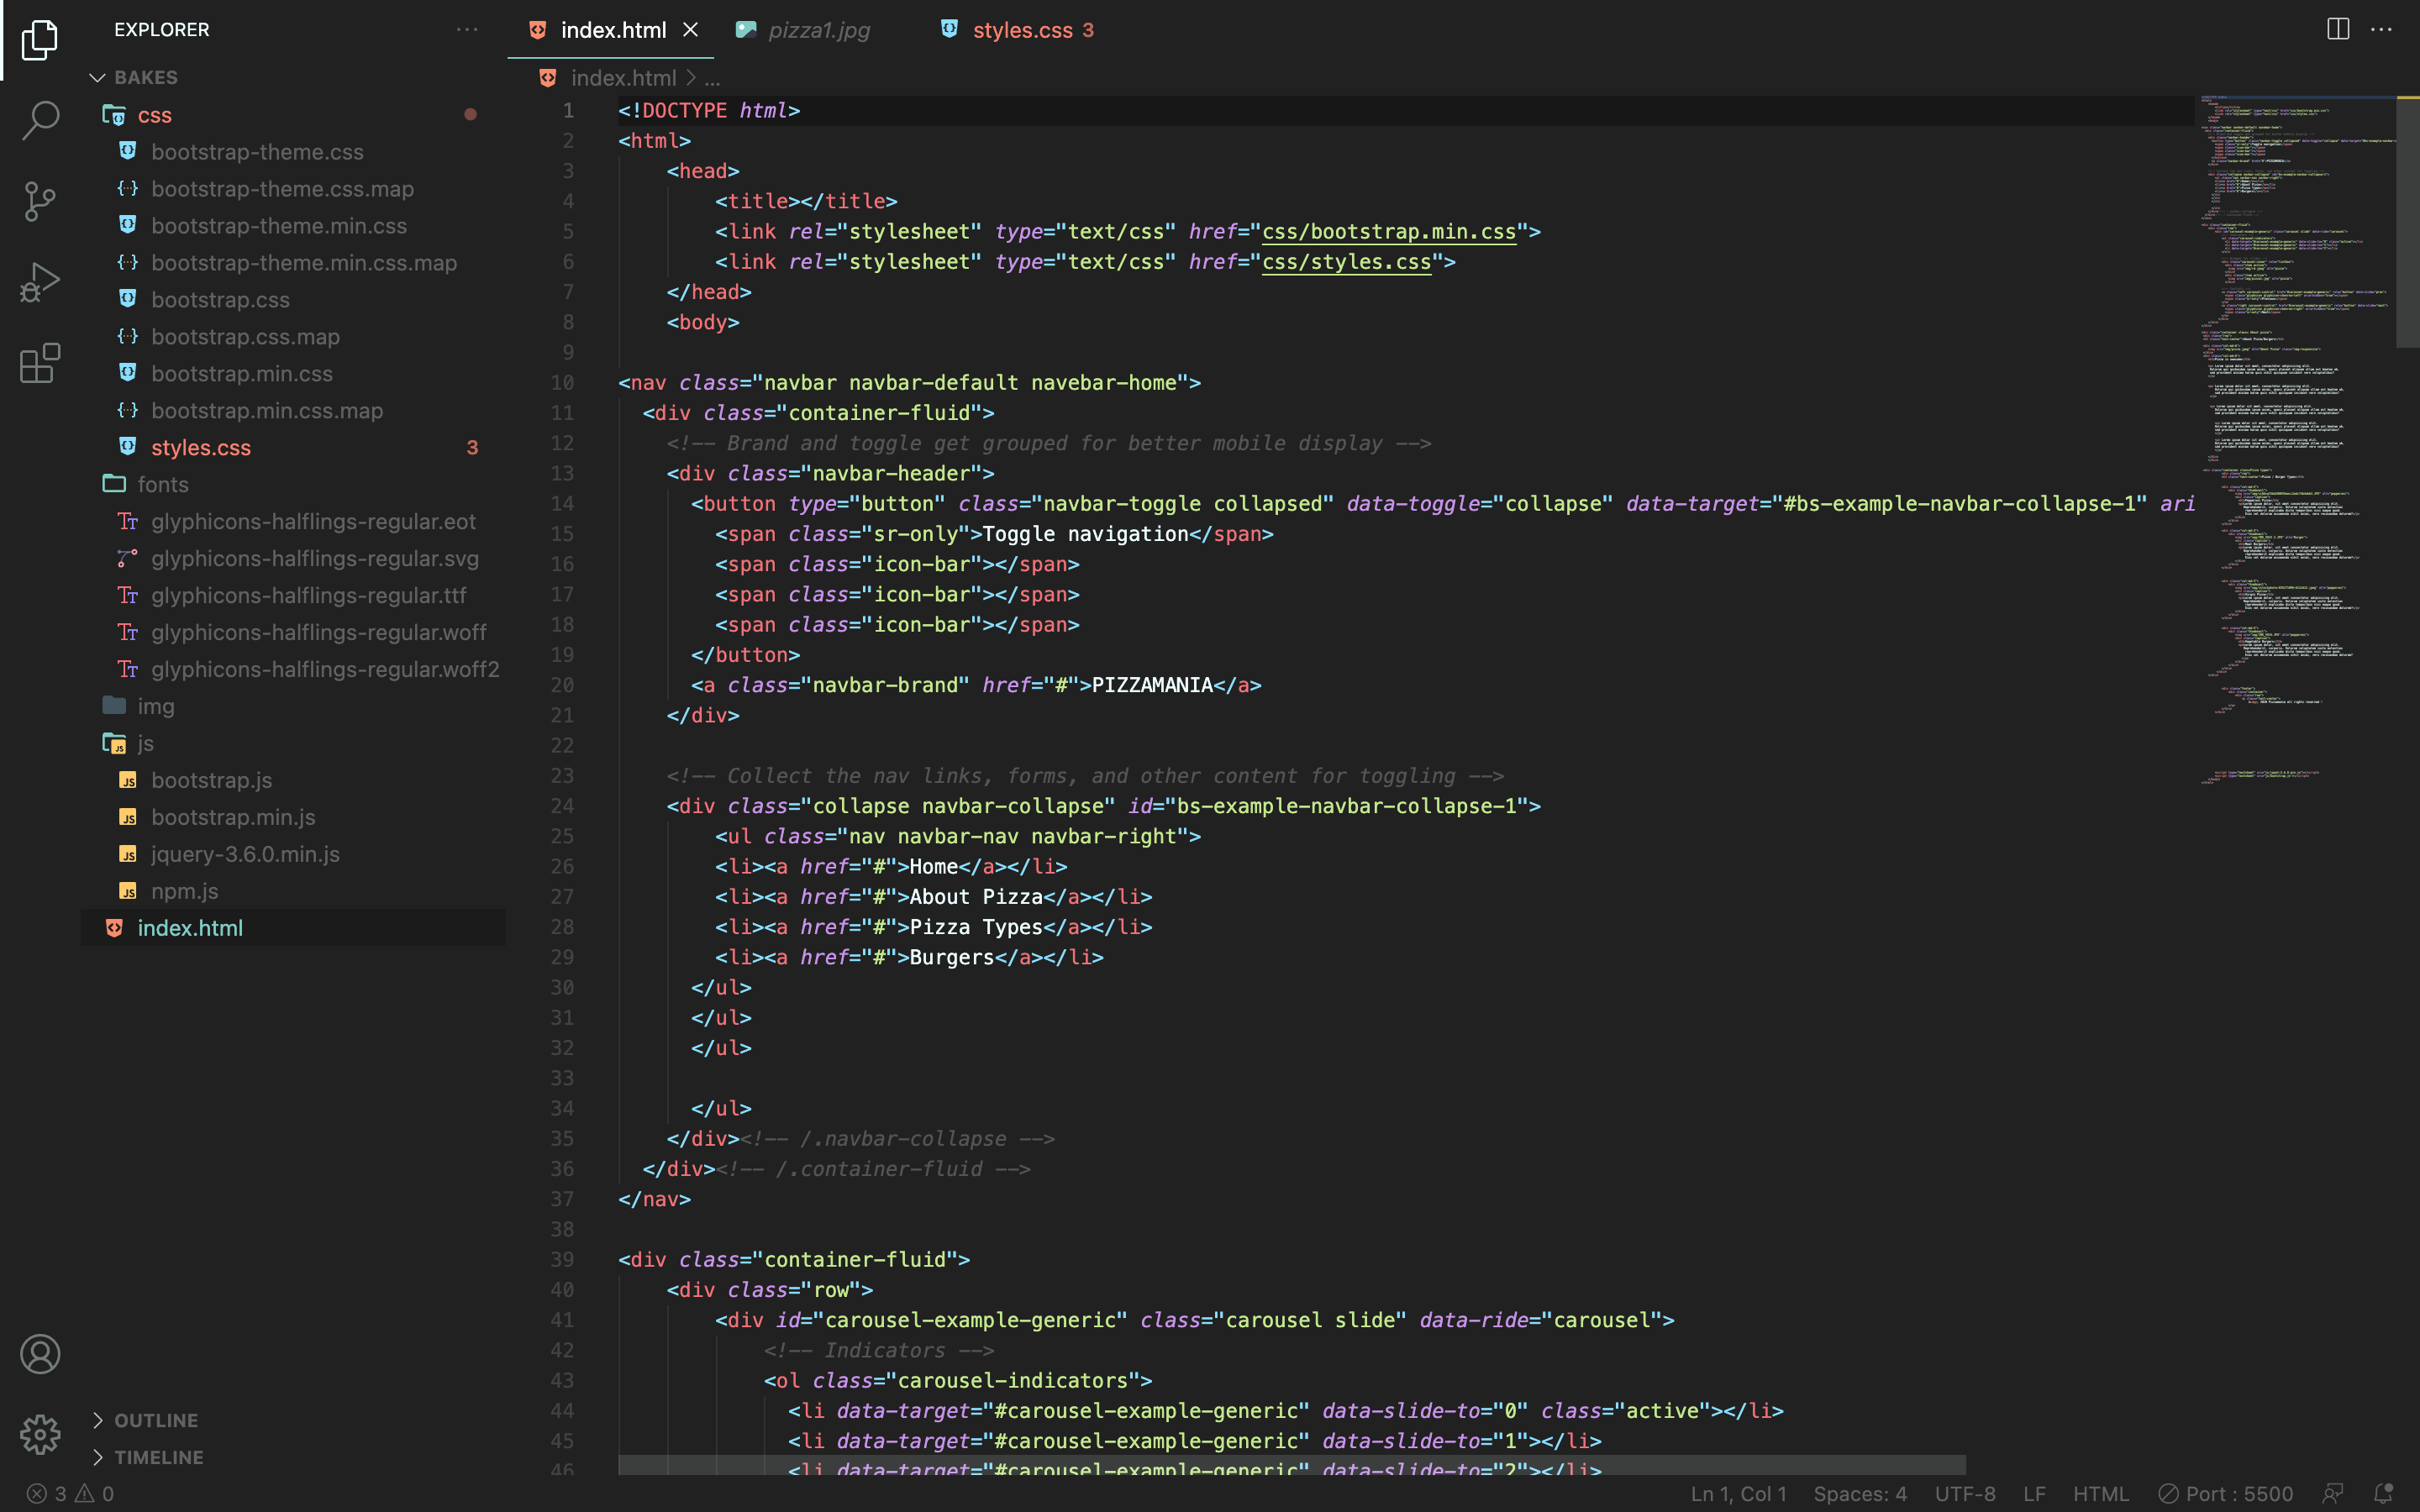 EXPLORER
BAKES
css
bootstrap-theme.css
bootstrap-theme.css.map
bootstrap-theme.min.css
bootstrap-theme.min.css.map
bootstrap.css
bootstrap.css.map
bootstrap.min.css
bootstrap.min.css.map
styles.css 3
fonts
glyphicons-halflings-regular.eot
glyphicons-halflings-regular.svg
glyphicons-halflings-regular.ttf
glyphicons-halflings-regular.woff
glyphicons-halflings-regular.woff2
img
js
bootstrap.js
bootstrap.min.js
jquery-3.6.0.min.js
npm.js
index.html
OUTLINE
TIMELINE
index.html pizza1.jpg styles.css 3
index.html > ...
1 <!DOCTYPE html>
2 <html>
3 <head>
4 <title></title>
5 <link rel="stylesheet" type="text/css" href="css/bootstrap.min.css">
6 <link rel="stylesheet" type="text/css" href="css/styles.css">
7 </head>
8 <body>
9
10 <nav class="navbar navbar-default navebar-home">
11 <div class="container-fluid">
12 <!-- Brand and toggle get grouped for better mobile display -->
13 <div class="navbar-header">
14 <button type="button" class="navbar-toggle collapsed" data-toggle="collapse" data-target="#bs-example-navbar-collapse-1" ari
15 <span class="sr-only">Toggle navigation</span>
16 <span class="icon-bar"></span>
17 <span class="icon-bar"></span>
18 <span class="icon-bar"></span>
19 </button>
20 <a class="navbar-brand" href="#">PIZZAMANIA</a>
21 </div>
22
23 <!-- Collect the nav links, forms, and other content for toggling -->
24 <div class="collapse navbar-collapse" id="bs-example-navbar-collapse-1">
25 <ul class="nav navbar-nav navbar-right">
26 <li><a href="#">Home</a></li>
27 <li><a href="#">About Pizza</a></li>
28 <li><a href="#">Pizza Types</a></li>
29 <li><a href="#">Burgers</a></li>
30 </ul>
31 </ul>
32 </ul>
33
34 </ul>
35 </div><!-- /.navbar-collapse -->
36 </div><!-- /.container-fluid -->
37 </nav>
38
39 <div class="container-fluid">
40 <div class="row">
41 <div id="carousel-example-generic" class="carousel slide" data-ride="carousel">
42 <!-- Indicators -->
43 <ol class="carousel-indicators">
44 <li data-target="#carousel-example-generic" data-slide-to="0" class="active"></li>
45 <li data-target="#carousel-example-generic" data-slide-to="1"></li>
46 <li data-target="#carousel-example-generic" data-slide-to="2"></li>
3 0 Ln 1, Col 1 Spaces: 4 UTF-8 LF HTML Port : 5500